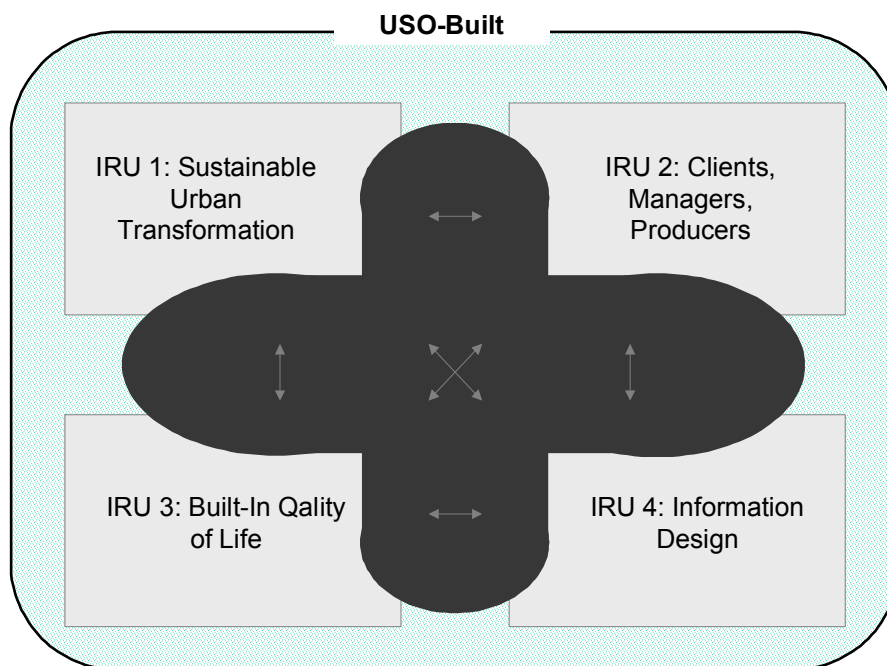 USO-Built
IRU 1: Sustainable
Urban
Transformation
IRU 2: Clients,
Managers,
Producers
IRU 3: Built-In Qality
of Life
IRU 4: Information
Design